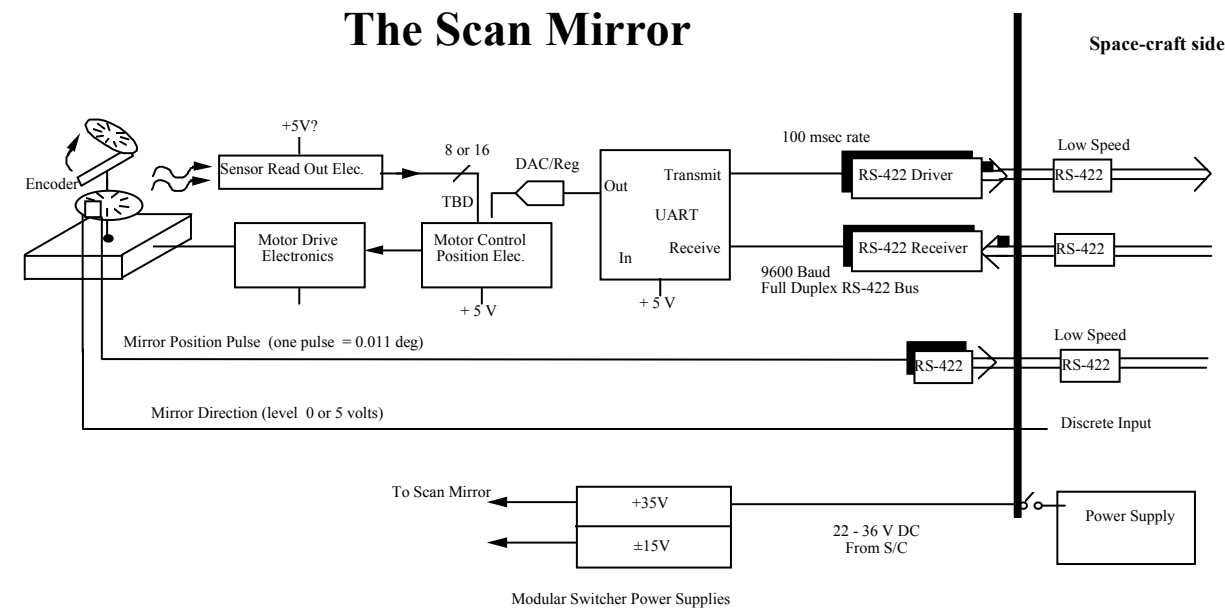 The Scan Mirror
Space-craft side
+5V?
Sensor Read Out Elec.
8 or 16
TBD
DAC/Reg
Encoder
Motor Drive
Electronics
Motor Control
Position Elec.
+ 5 V
Out
Transmit
UART
In
Receive
+ 5 V
100 msec rate
RS-422 Driver
Low Speed
RS-422
RS-422 Receiver
RS-422
9600 Baud
Full Duplex RS-422 Bus
Mirror Position Pulse (one pulse = 0.011 deg)
RS-422
Low Speed
RS-422
Mirror Direction (level 0 or 5 volts)
Discrete Input
To Scan Mirror
+35V
±15V
22 - 36 V DC
From S/C
Power Supply
Modular Switcher Power Supplies